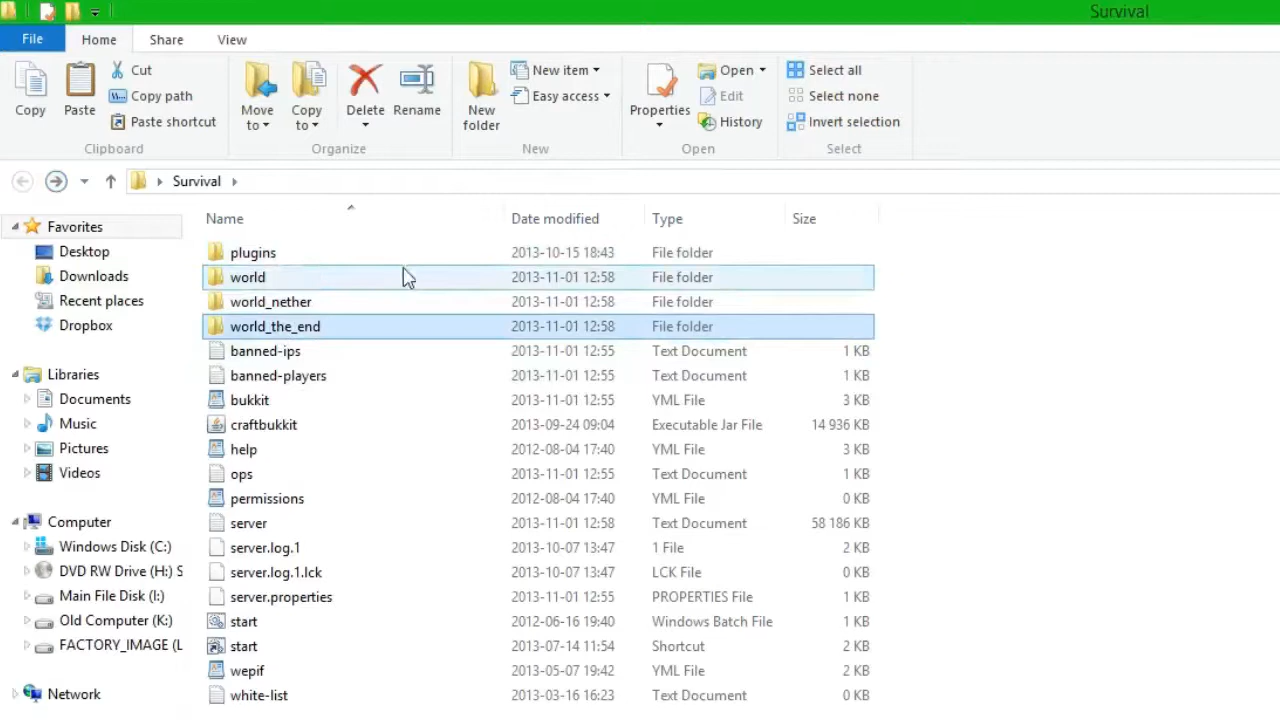 Survival
File Home Share View
Copy Paste Cut Copy path Paste shortcut Move to Copy to Delete Rename New folder New item Easy access Properties Open Edit History Select all Select none Invert selection
Clipboard Organize New Open Select
Survival
Name Date modified Type Size
Favorites
Desktop
Downloads
Recent places
Dropbox
Libraries
Documents
Music
Pictures
Videos
Computer
Windows Disk (C:)
DVD RW Drive (H:) S
Main File Disk (I:)
Old Computer (K:)
FACTORY_IMAGE (L
Network
plugins 2013-10-15 18:43 File folder
world 2013-11-01 12:58 File folder
world_nether 2013-11-01 12:58 File folder
world_the_end 2013-11-01 12:58 File folder
banned-ips 2013-11-01 12:55 Text Document 1 KB
banned-players 2013-11-01 12:55 Text Document 1 KB
bukkit 2013-11-01 12:55 YML File 3 KB
craftbukkit 2013-09-24 09:04 Executable Jar File 14 936 KB
help 2012-08-04 17:40 YML File 3 KB
ops 2013-11-01 12:55 Text Document 1 KB
permissions 2012-08-04 17:40 YML File 0 KB
server 2013-11-01 12:58 Text Document 58 186 KB
server.log.1 2013-10-07 13:47 1 File 2 KB
server.log.1.lck 2013-10-07 13:47 LCK File 0 KB
server.properties 2013-11-01 12:55 PROPERTIES File 1 KB
start 2012-06-16 19:40 Windows Batch File 1 KB
start 2013-07-14 11:54 Shortcut 2 KB
wepif 2013-05-07 19:42 YML File 2 KB
white-list 2013-03-16 16:23 Text Document 0 KB